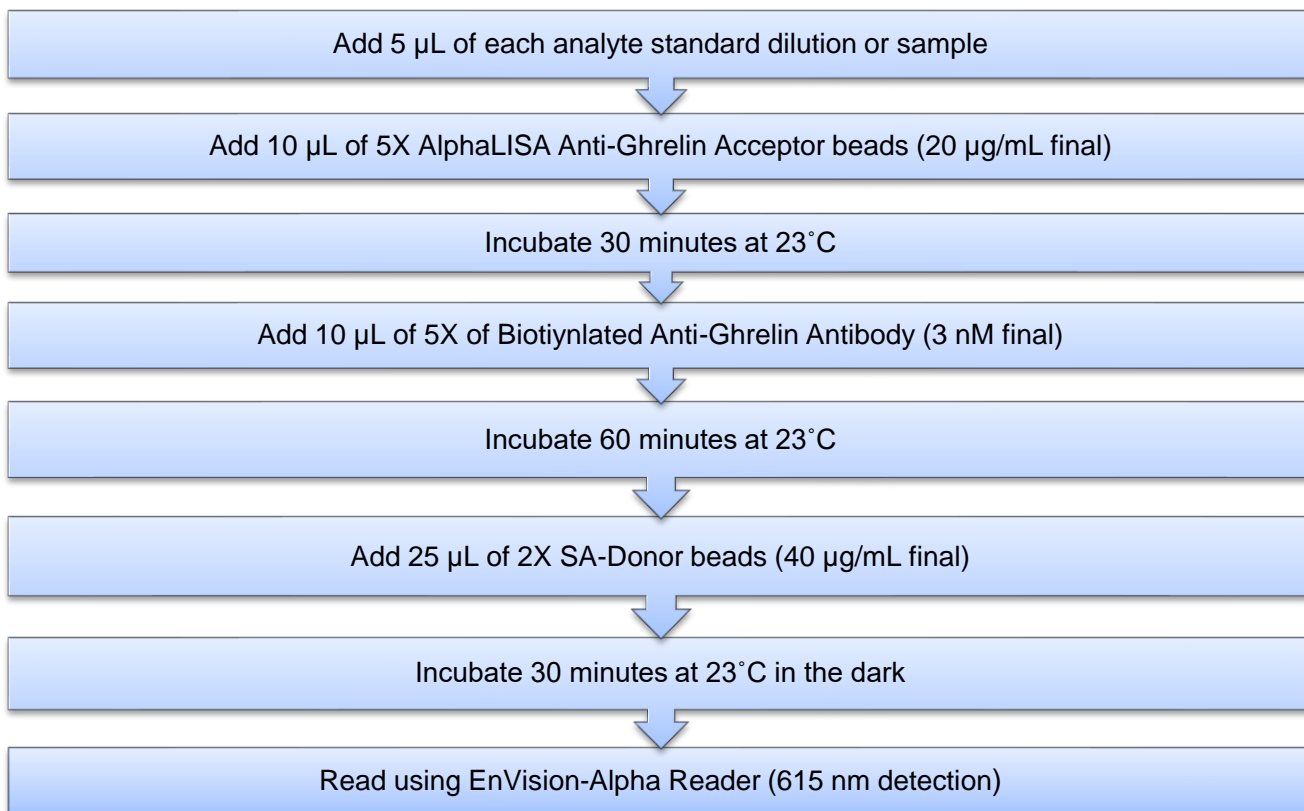 Add 5 µL of each analyte standard dilution or sample
Add 10 µL of 5X AlphaLISA Anti-Ghrelin Acceptor beads (20 µg/mL final)
Incubate 30 minutes at 23˚C
Add 10 µL of 5X of Biotiynlated Anti-Ghrelin Antibody (3 nM final)
Incubate 60 minutes at 23˚C
Add 25 µL of 2X SA-Donor beads (40 µg/mL final)
Incubate 30 minutes at 23˚C in the dark
Read using EnVision-Alpha Reader (615 nm detection)